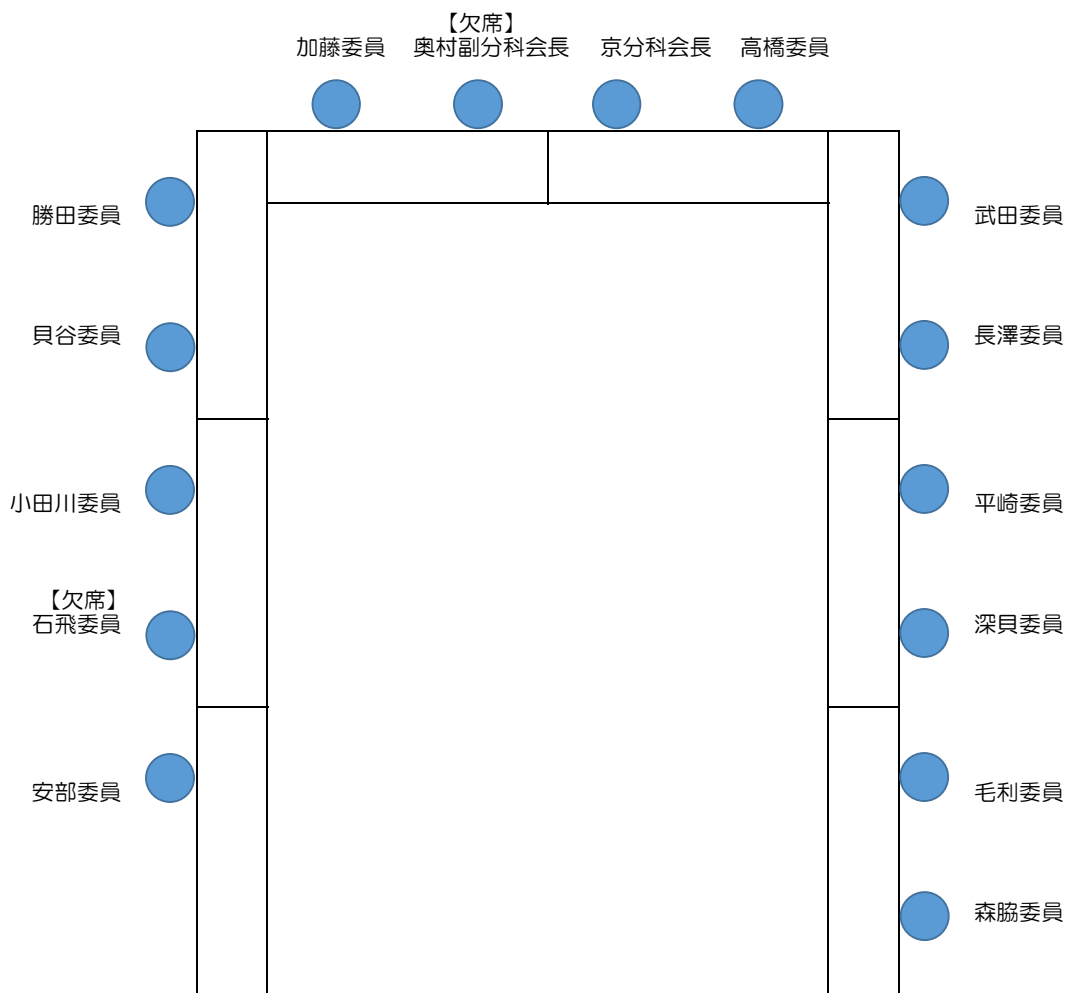 【欠席】
加藤委員 奥村副分科会長 京分科会長 高橋委員
勝田委員 武田委員
貝谷委員 長澤委員
小田川委員 平崎委員
【欠席】
石飛委員 深貝委員
安部委員 毛利委員
森脇委員